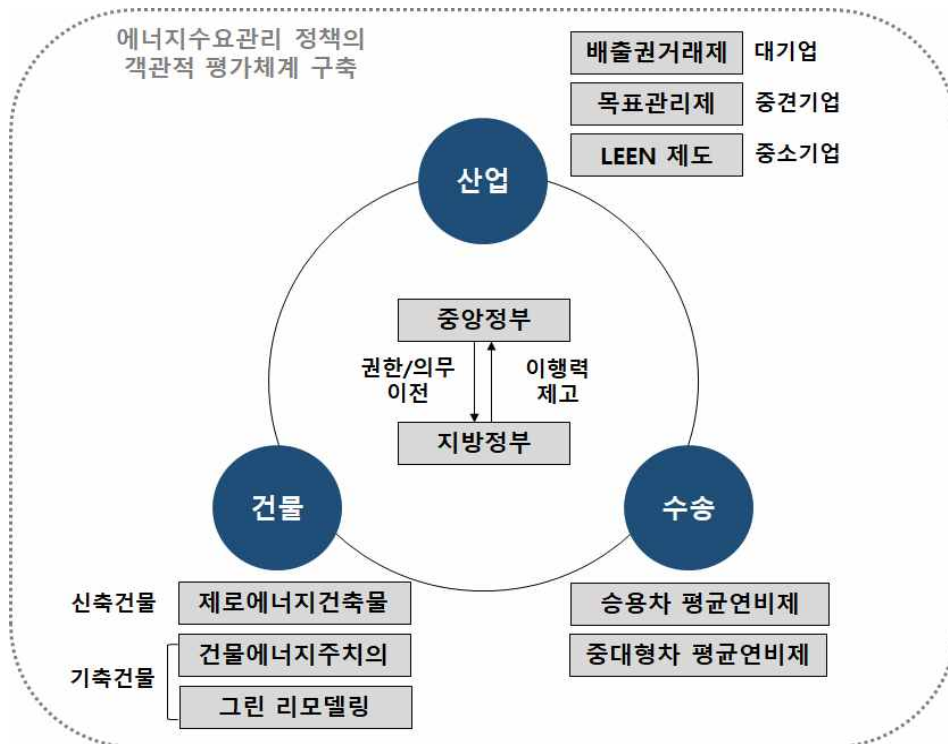 에너지수요관리 정책의
객관적 평가체계 구축
배출권거래제 대기업
목표관리제 중견기업
LEEN 제도 중소기업
산업
중앙정부
권한/의무
이전
이행력
제고
지방정부
건물
수송
신축건물 제로에너지건축물
건물에너지주치의
기축건물
그린 리모델링
승용차 평균연비제
중대형차 평균연비제